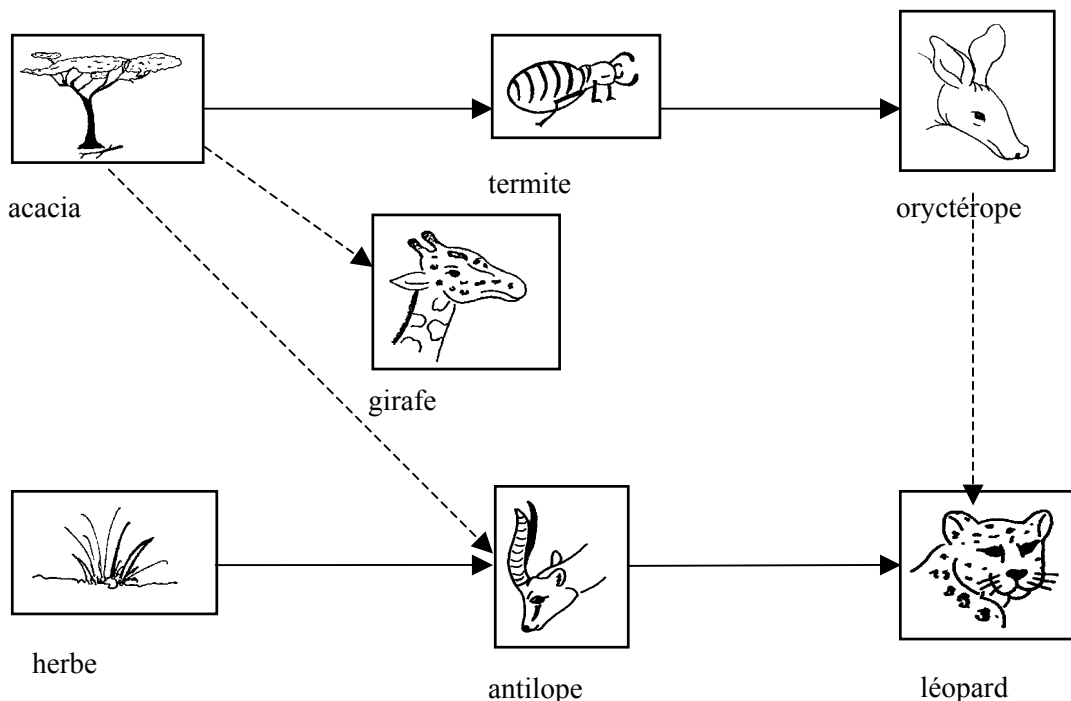 acacia
termite
oryctérope
girafe
herbe
antilope
léopard